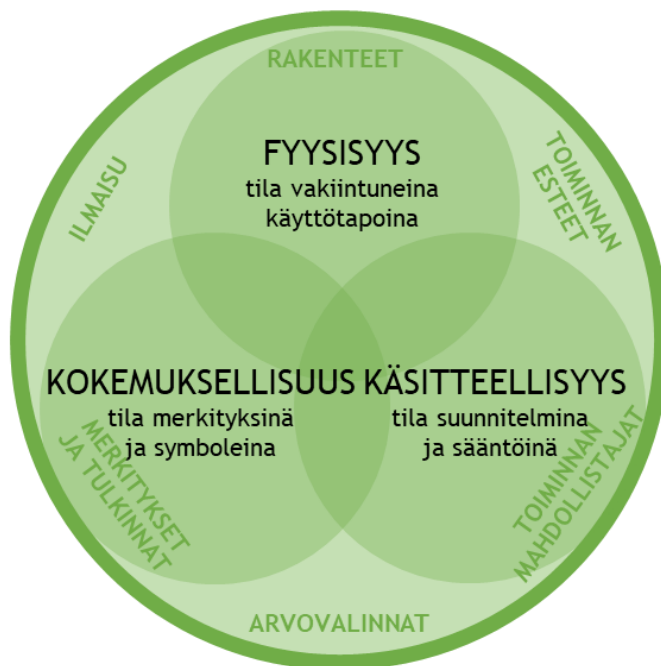 RAKENTEET
ILMAISU
TOIMINNAN
ESTEET
FYYSISYYS
tila vakiintuneina
käyttötapoina
KOKEMUKSELLISUUS
tila merkityksinä
ja symboleina
KÄSITTEELLISYYS
tila suunnitelmina
ja sääntöinä
MERKITYKSET
JA TULKINNAT
TOIMINNAN
MAHDOLLISTAJAT
ARVOVALINNAT